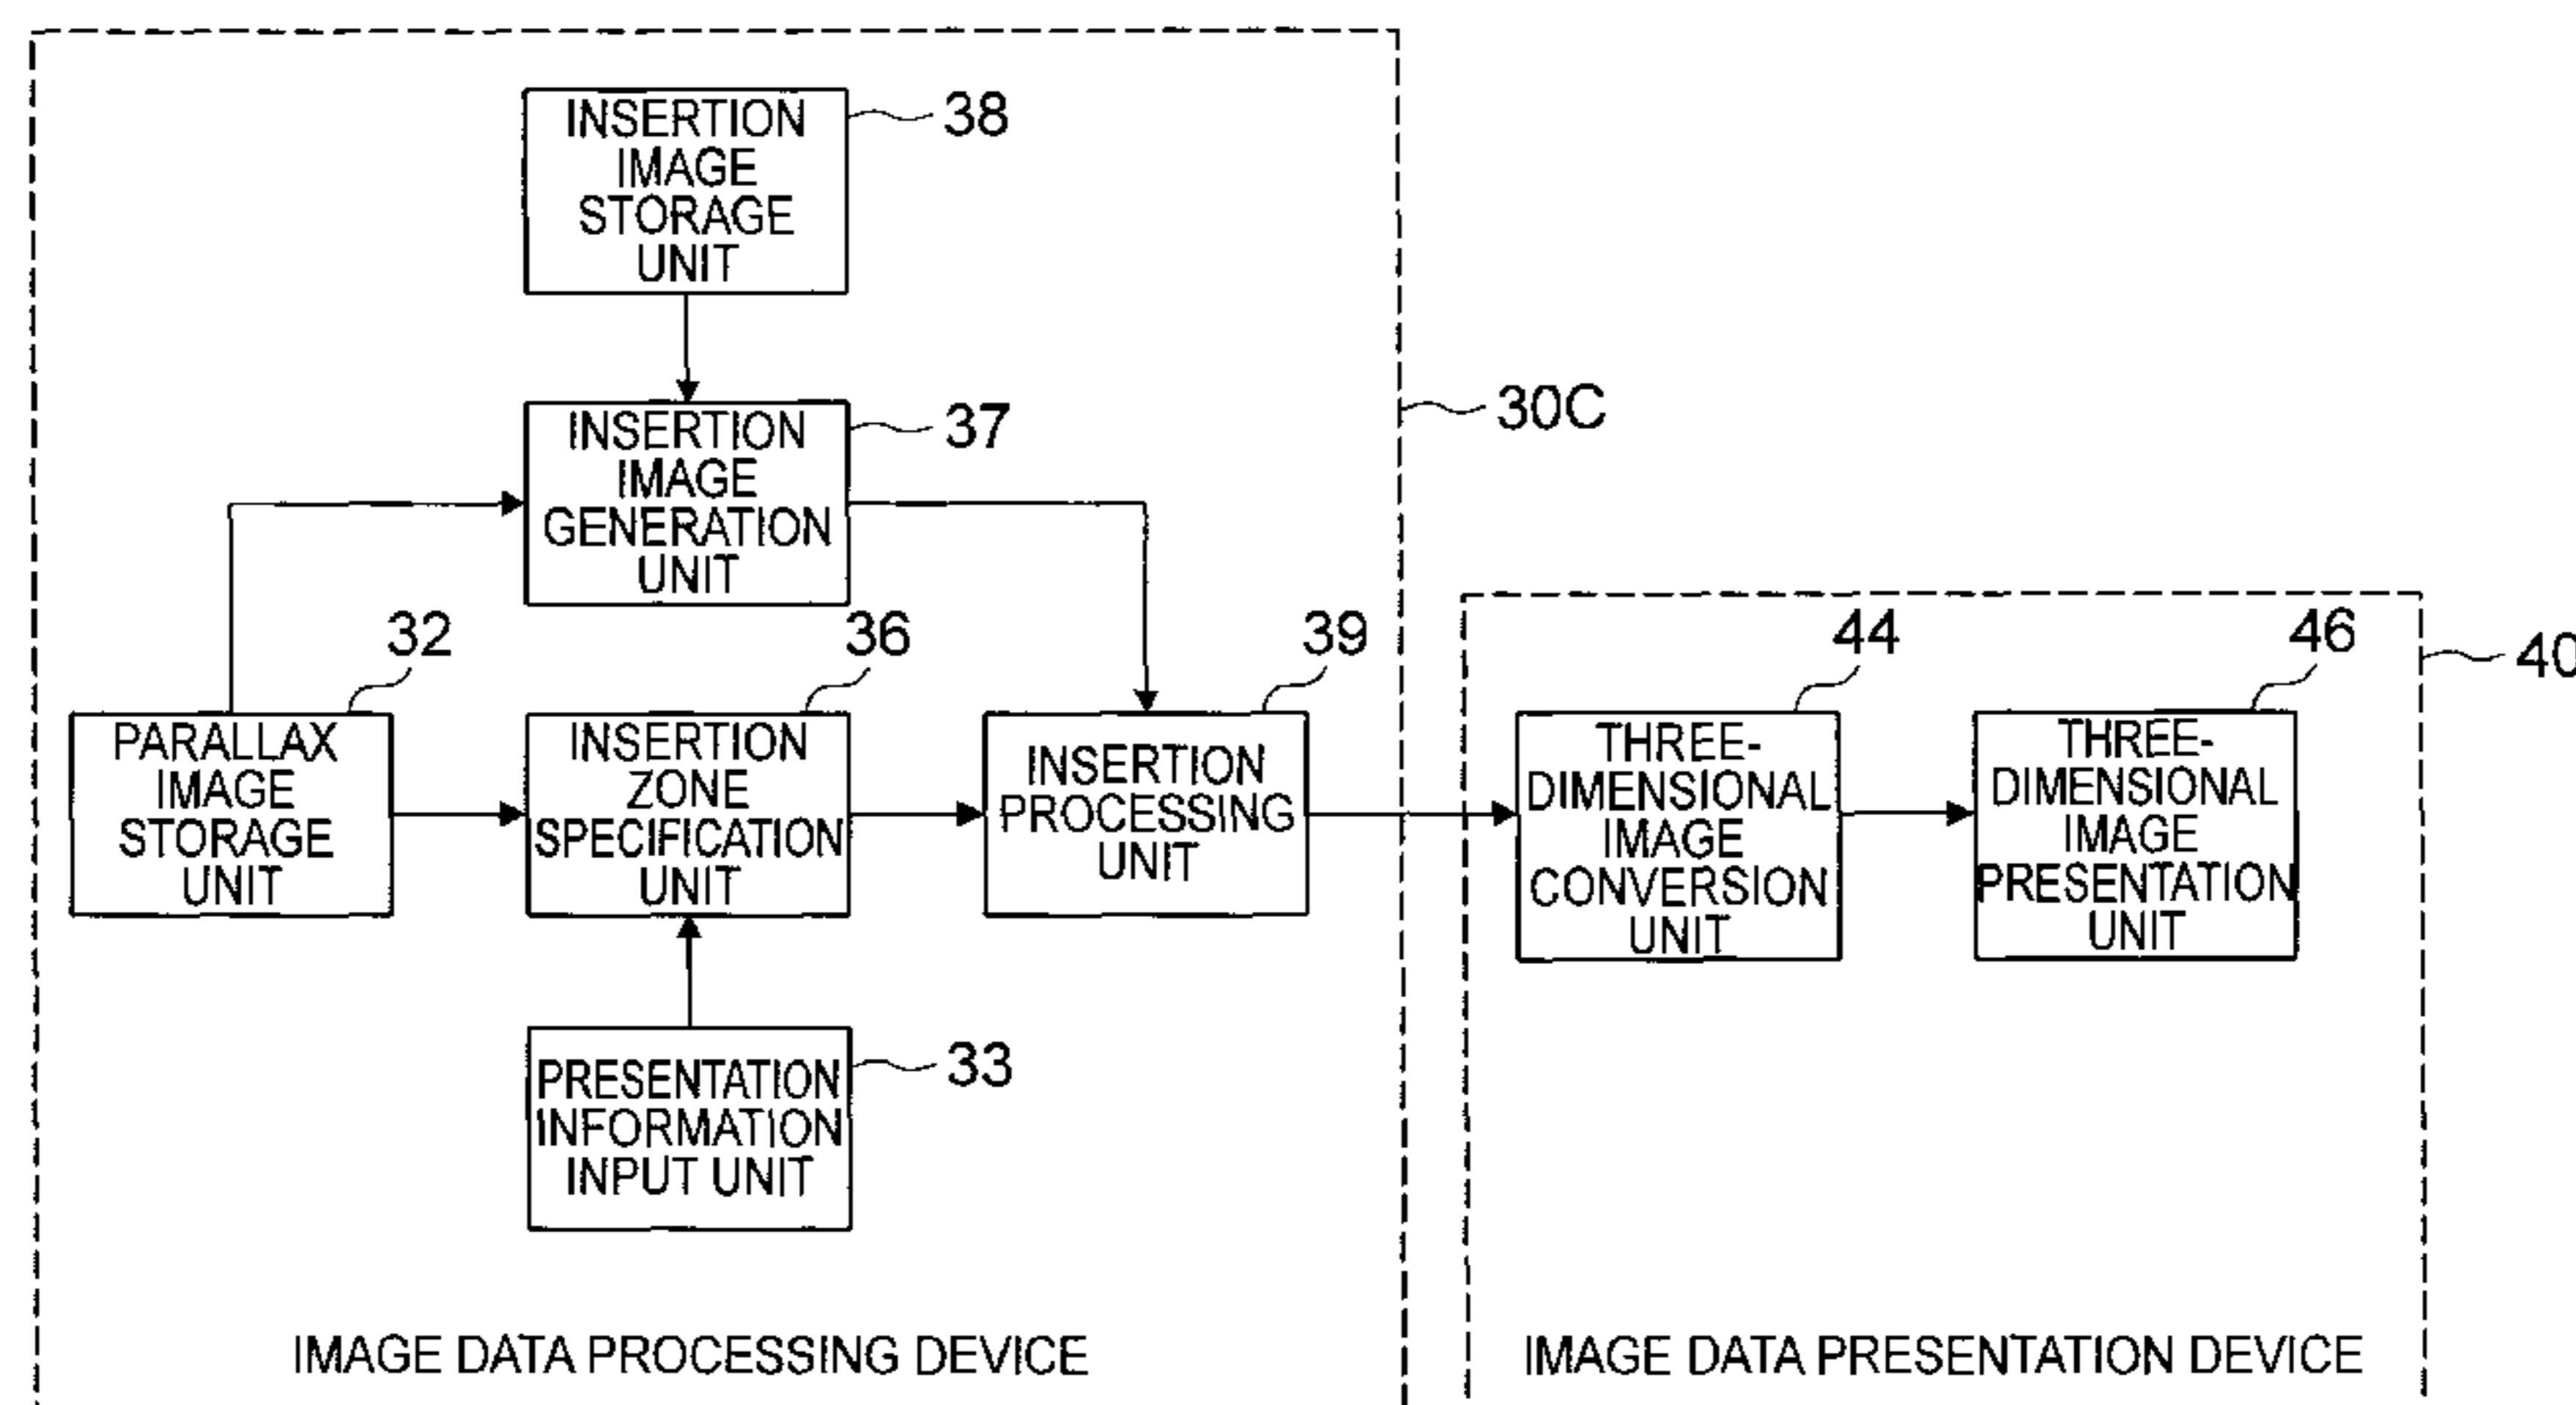 INSERTION
IMAGE
STORAGE
UNIT
38
INSERTION
IMAGE
GENERATION
UNIT
37
30C
32
36
39
44
46
40
PARALLAX
IMAGE
STORAGE
UNIT
INSERTION
ZONE
SPECIFICATION
UNIT
INSERTION
PROCESSING
UNIT
THREE-
DIMENSIONAL
IMAGE
CONVERSION
UNIT
THREE-
DIMENSIONAL
IMAGE
PRESENTATION
UNIT
PRESENTATION
INFORMATION
INPUT UNIT
33
IMAGE DATA PROCESSING DEVICE
IMAGE DATA PRESENTATION DEVICE